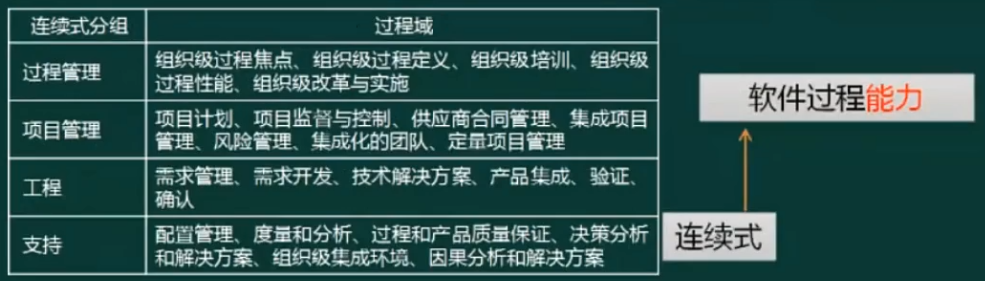 连续式分组 过程域
过程管理
组织级过程焦点、组织级过程定义、组织级培训、组织级
过程性能、组织级改革与实施
项目管理
项目计划、项目监督与控制、供应商合同管理、集成项目
管理、风险管理、集成化的团队、定量项目管理
工程
需求管理、需求开发、技术解决方案、产品集成、验证、
确认
支持
配置管理、度量和分析、过程和产品质量保证、决策分析
和解决方案、组织级集成环境、因果分析和解决方案
软件过程能力
连续式